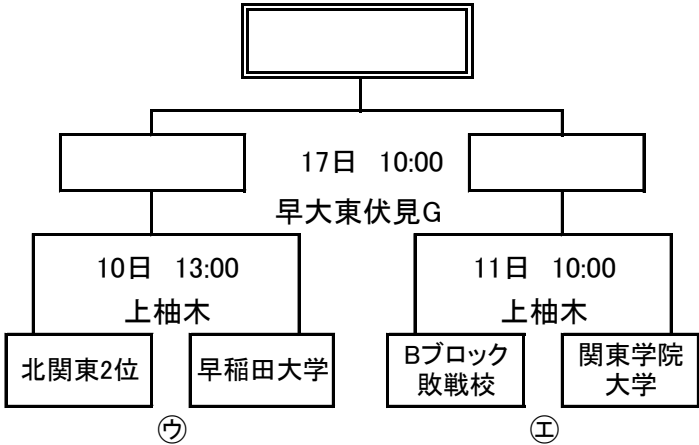 17日 10:00
早大東伏見G
10日 13:00
上柚木
11日 10:00
上柚木
北関東2位
早稲田大学
Bブロック
敗戦校
関東学院
大学
㋒
㋓